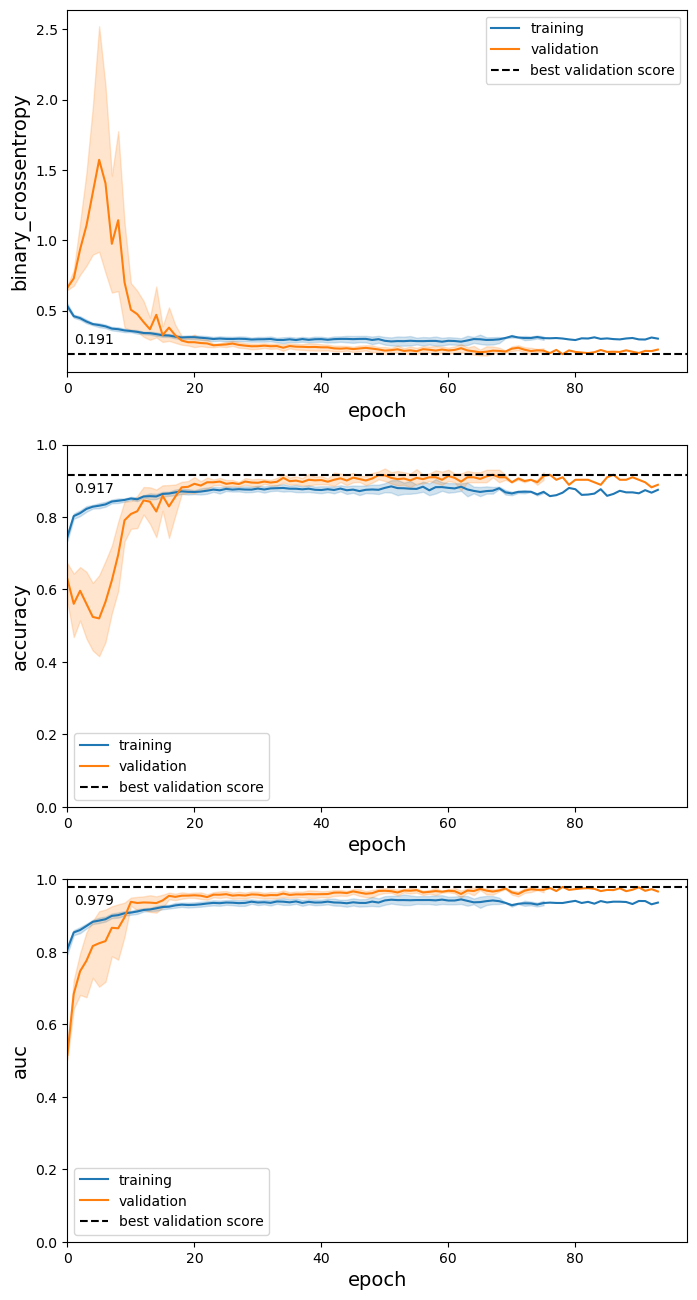 2.5
2.0
1.5
1.0
0.5
binary_crossentropy
training
validation
best validation score
0.191
0 20 40 60 80
epoch
1.0
0.8
0.6
0.4
0.2
0.0
accuracy
0.917
training
validation
best validation score
0 20 40 60 80
epoch
1.0
0.8
0.6
0.4
0.2
0.0
auc
0.979
training
validation
best validation score
0 20 40 60 80
epoch